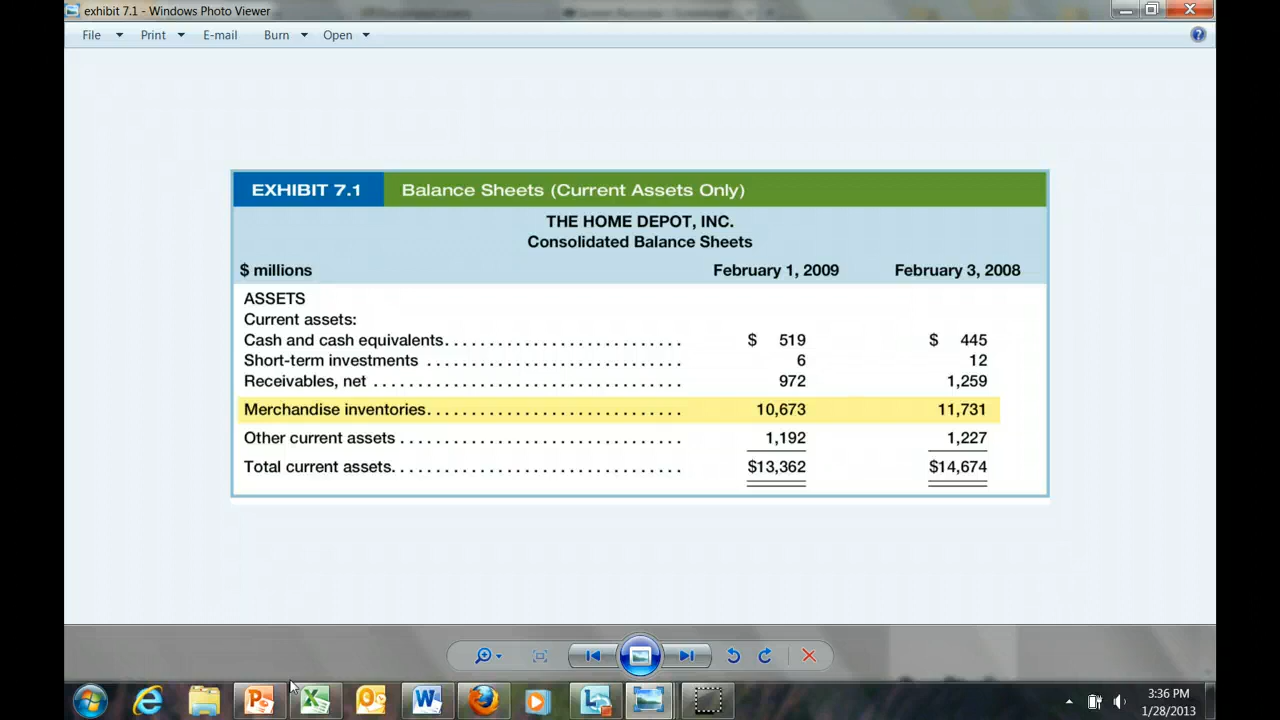 exhibit 7.1 - Windows Photo Viewer
File Print E-mail Burn Open
EXHIBIT 7.1 Balance Sheets (Current Assets Only)
THE HOME DEPOT, INC.
Consolidated Balance Sheets
$ millions February 1, 2009 February 3, 2008
ASSETS
Current assets:
Cash and cash equivalents. . . . . . . . . . . . . . . . . . . . . . . . . . . $ 519 $ 445
Short-term investments . . . . . . . . . . . . . . . . . . . . . . . . . . . . . 6 12
Receivables, net . . . . . . . . . . . . . . . . . . . . . . . . . . . . . . . . . . . 972 1,259
Merchandise inventories. . . . . . . . . . . . . . . . . . . . . . . . . . . . . 10,673 11,731
Other current assets . . . . . . . . . . . . . . . . . . . . . . . . . . . . . . . . 1,192 1,227
Total current assets. . . . . . . . . . . . . . . . . . . . . . . . . . . . . . . . . $13,362 $14,674
3:36 PM
1/28/2013